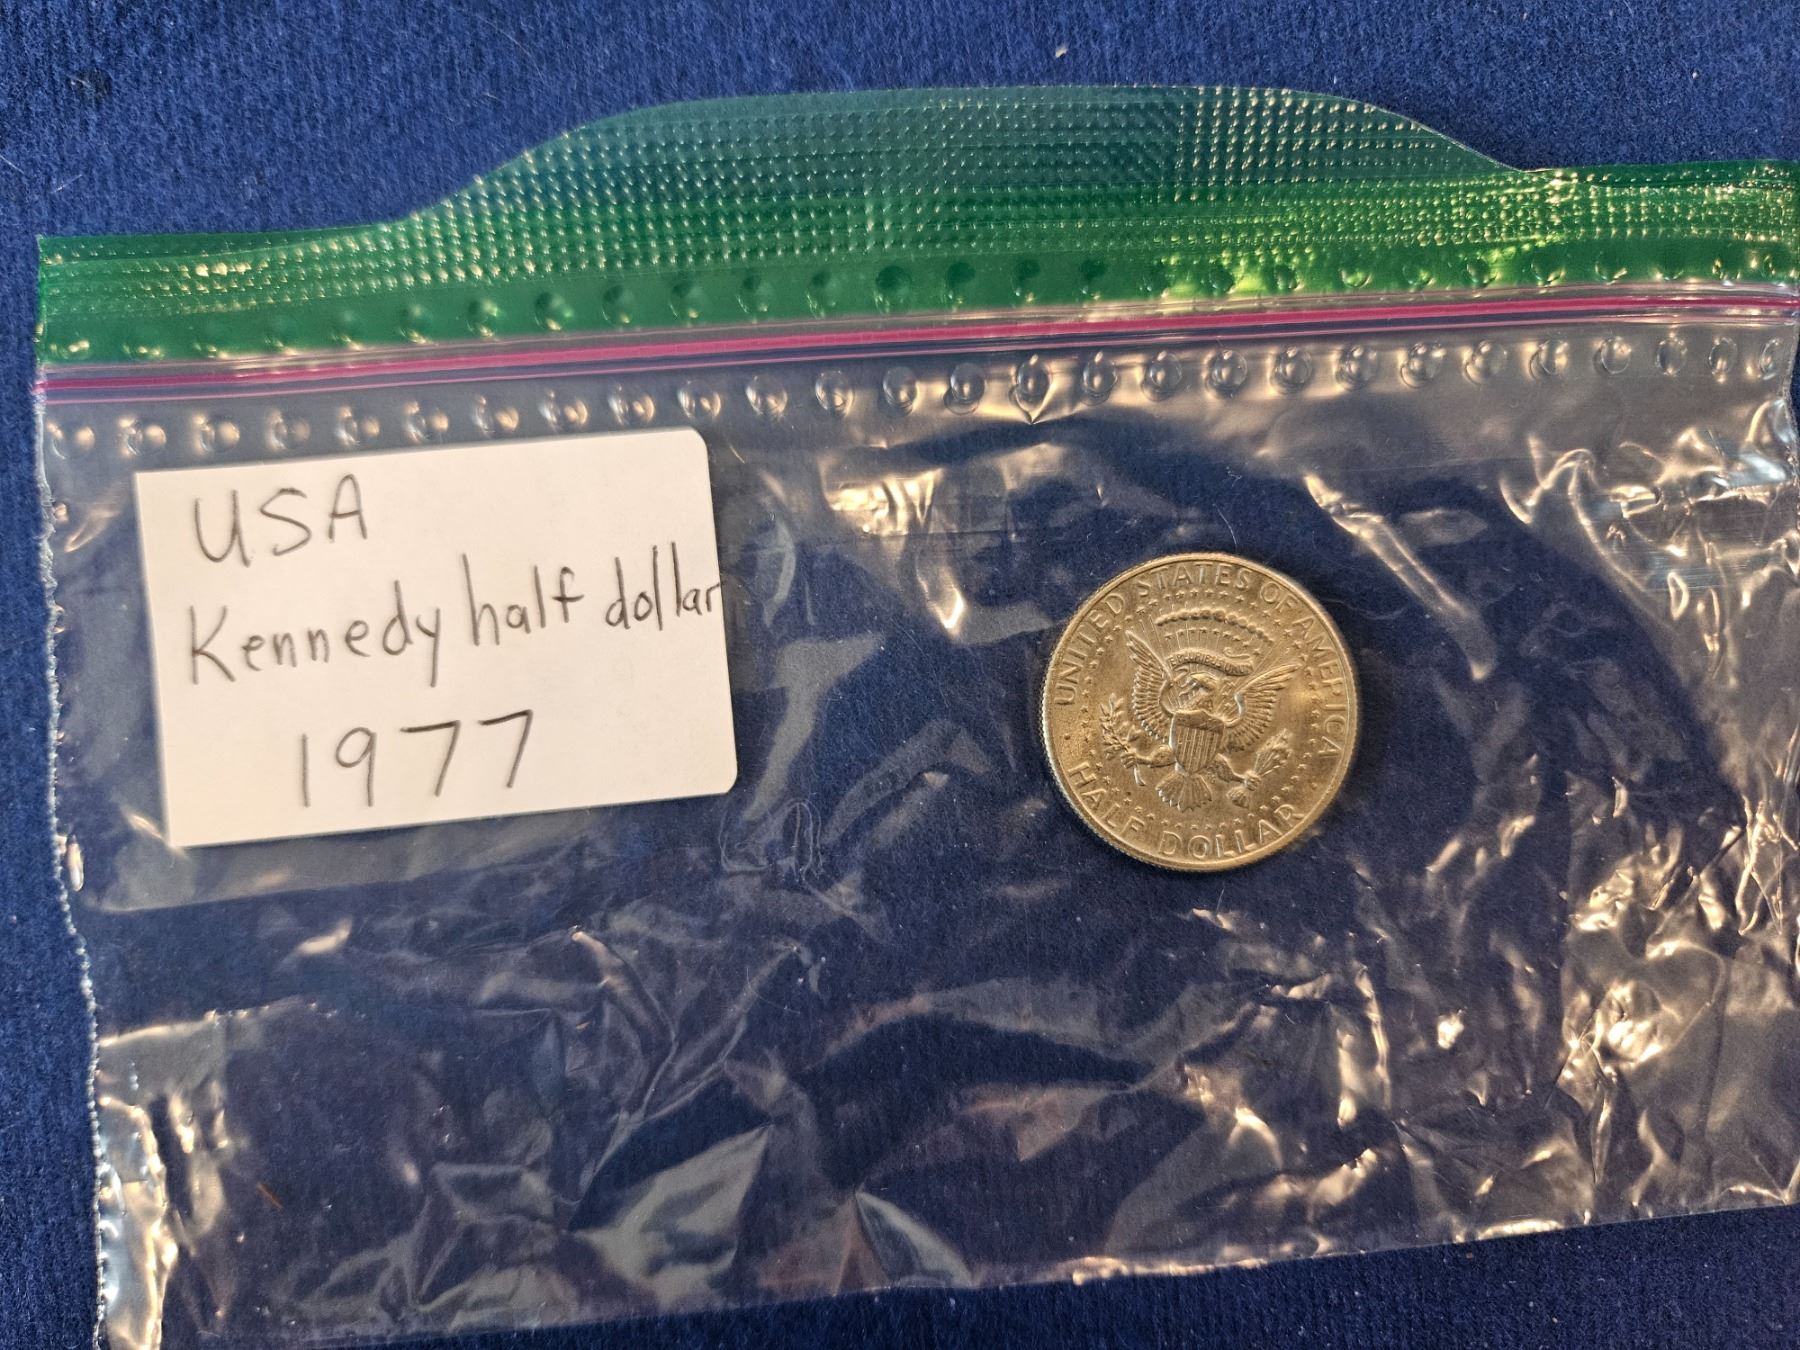 USA
Kennedy half dollar
1977
UNITED STATES OF AMERICA
HALF DOLLAR